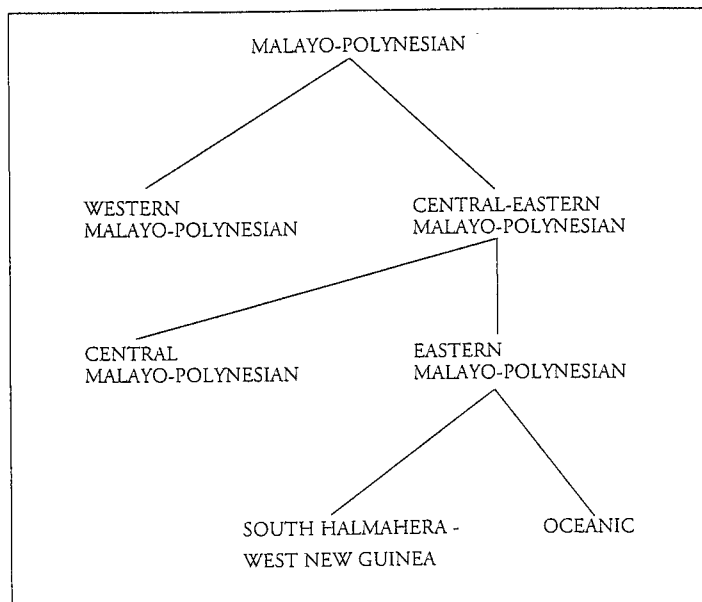 MALAYO-POLYNESIAN
WESTERN
MALAYO-POLYNESIAN
CENTRAL-EASTERN
MALAYO-POLYNESIAN
CENTRAL
MALAYO-POLYNESIAN
EASTERN
MALAYO-POLYNESIAN
SOUTH HALMAHERA -
WEST NEW GUINEA
OCEANIC